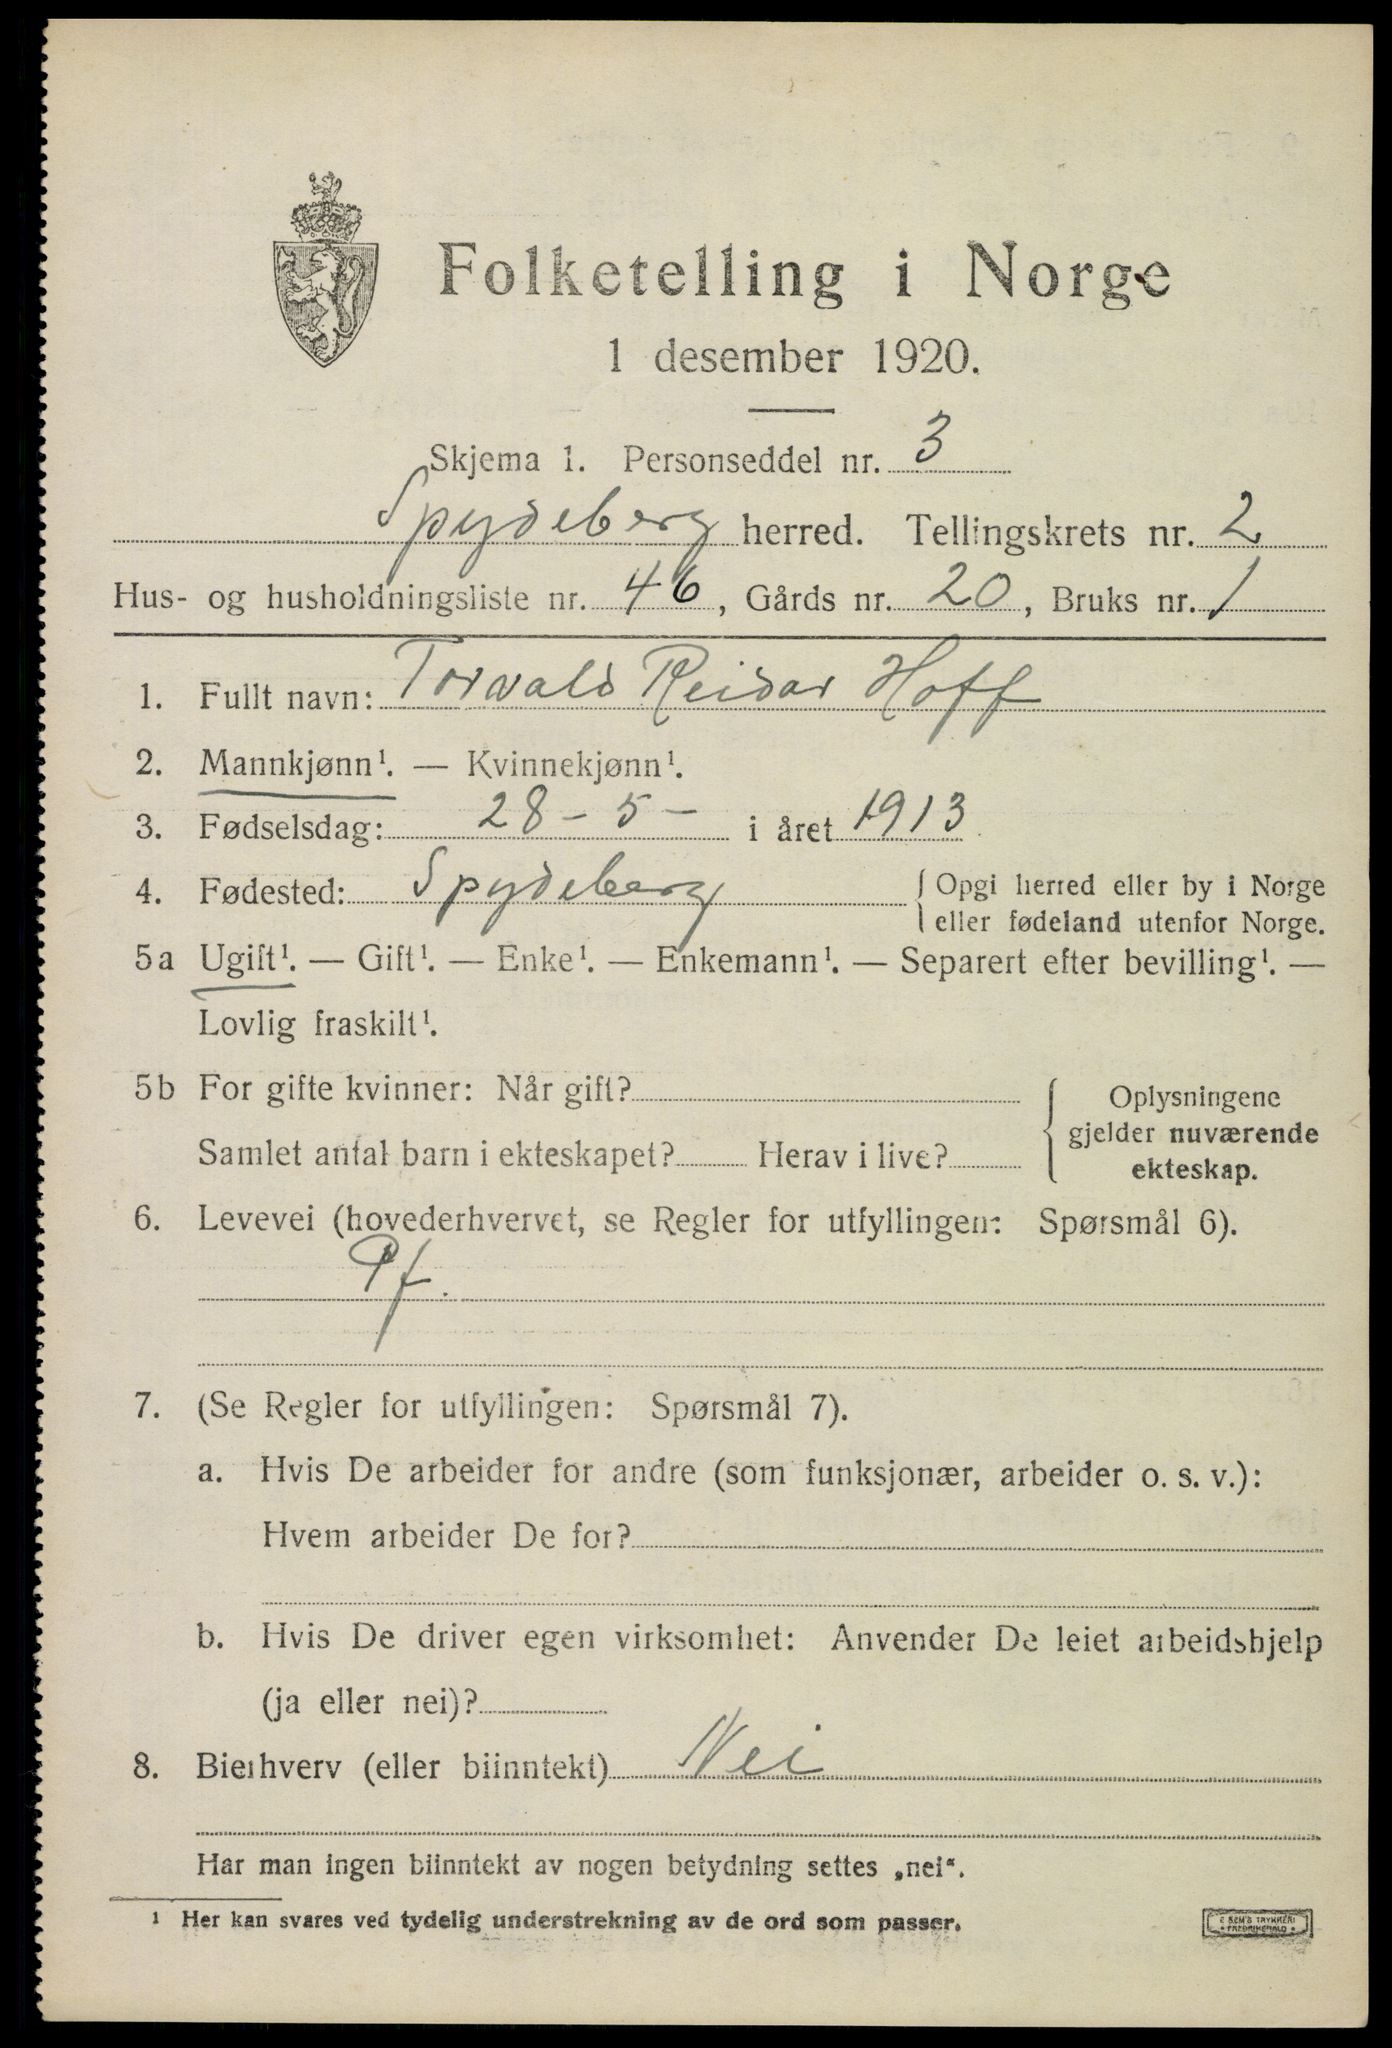 Folketelling i Norge
1 desember 1920.
Skjema 1. Personseddel nr. 3
Spydeberg herred. Tellingskrets nr. 2
Hus- og husholdningsliste nr. 46, Gårds nr. 20, Bruks nr. 1
1. Fullt navn: Torvald Reidar Hoff
2. Mannkjønn¹. — Kvinnekjønn¹.
3. Fødselsdag: 28 - 5 - i året 1913
4. Fødested: Spydeberg { Opgi herred eller by i Norge
eller fødeland utenfor Norge.
5a Ugift¹. — Gift¹. — Enke¹. — Enkemann¹. — Separert efter bevilling¹. —
Lovlig fraskilt¹.
5b For gifte kvinner: Når gift? { Oplysningene
gjelder nuværende
Samlet antal barn i ekteskapet? Herav i live? ekteskap.
6. Levevei (hovederhvervet, se Regler for utfyllingen: Spørsmål 6).
Pf.
7. (Se Regler for utfyllingen: Spørsmål 7).
a. Hvis De arbeider for andre (som funksjonær, arbeider o. s. v.):
Hvem arbeider De for?
b. Hvis De driver egen virksomhet: Anvender De leiet arbeidshjelp
(ja eller nei)?
8. Bierhverv (eller biinntekt) Nei
Har man ingen biinntekt av nogen betydning settes „nei“.
¹ Her kan svares ved tydelig understrekning av de ord som passer.
E SEM'S TRYKKERI
• FREDRIKSHALD •